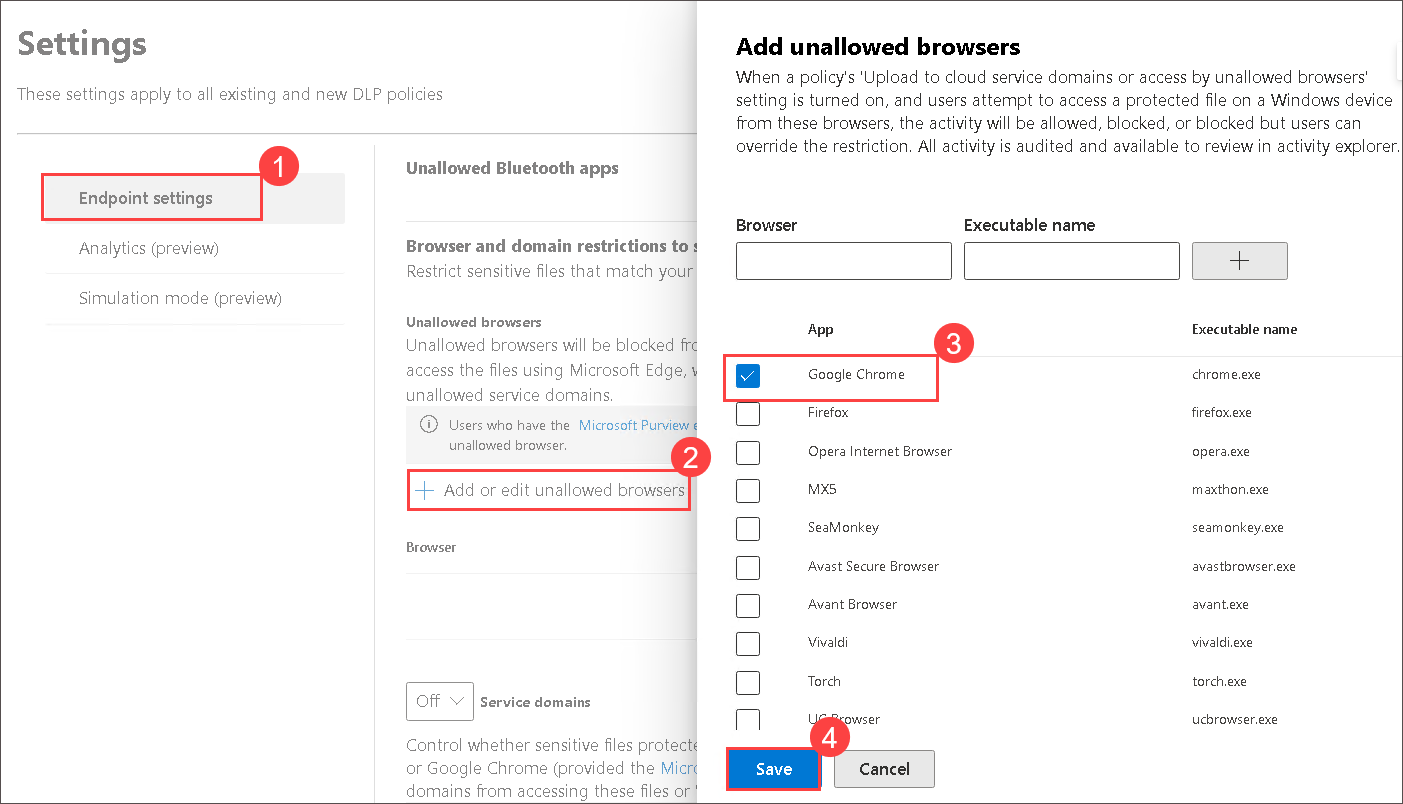 Settings
These settings apply to all existing and new DLP policies
1
Endpoint settings
Analytics (preview)
Simulation mode (preview)
Unallowed Bluetooth apps
Browser and domain restrictions to
Restrict sensitive files that match your
Unallowed browsers
Unallowed browsers will be blocked
access the files using Microsoft Edge,
unallowed service domains.
Users who have the Microsoft Purview
unallowed browser.
2
Add or edit unallowed browsers
Browser
Off
Service domains
Control whether sensitive files
or Google Chrome (provided the
domains from accessing these files or
Add unallowed browsers
When a policy's 'Upload to cloud service domains or access by unallowed browsers'
setting is turned on, and users attempt to access a protected file on a Windows device
from these browsers, the activity will be allowed, blocked, or blocked but users can
override the restriction. All activity is audited and available to review in activity explorer.
Browser Executable name
App Executable name
3
Google Chrome chrome.exe
Firefox firefox.exe
Opera Internet Browser opera.exe
MX5 maxthon.exe
SeaMonkey seamonkey.exe
Avast Secure Browser avastbrowser.exe
Avant Browser avant.exe
Vivaldi vivaldi.exe
Torch torch.exe
UC Browser ucbrowser.exe
4
Save Cancel